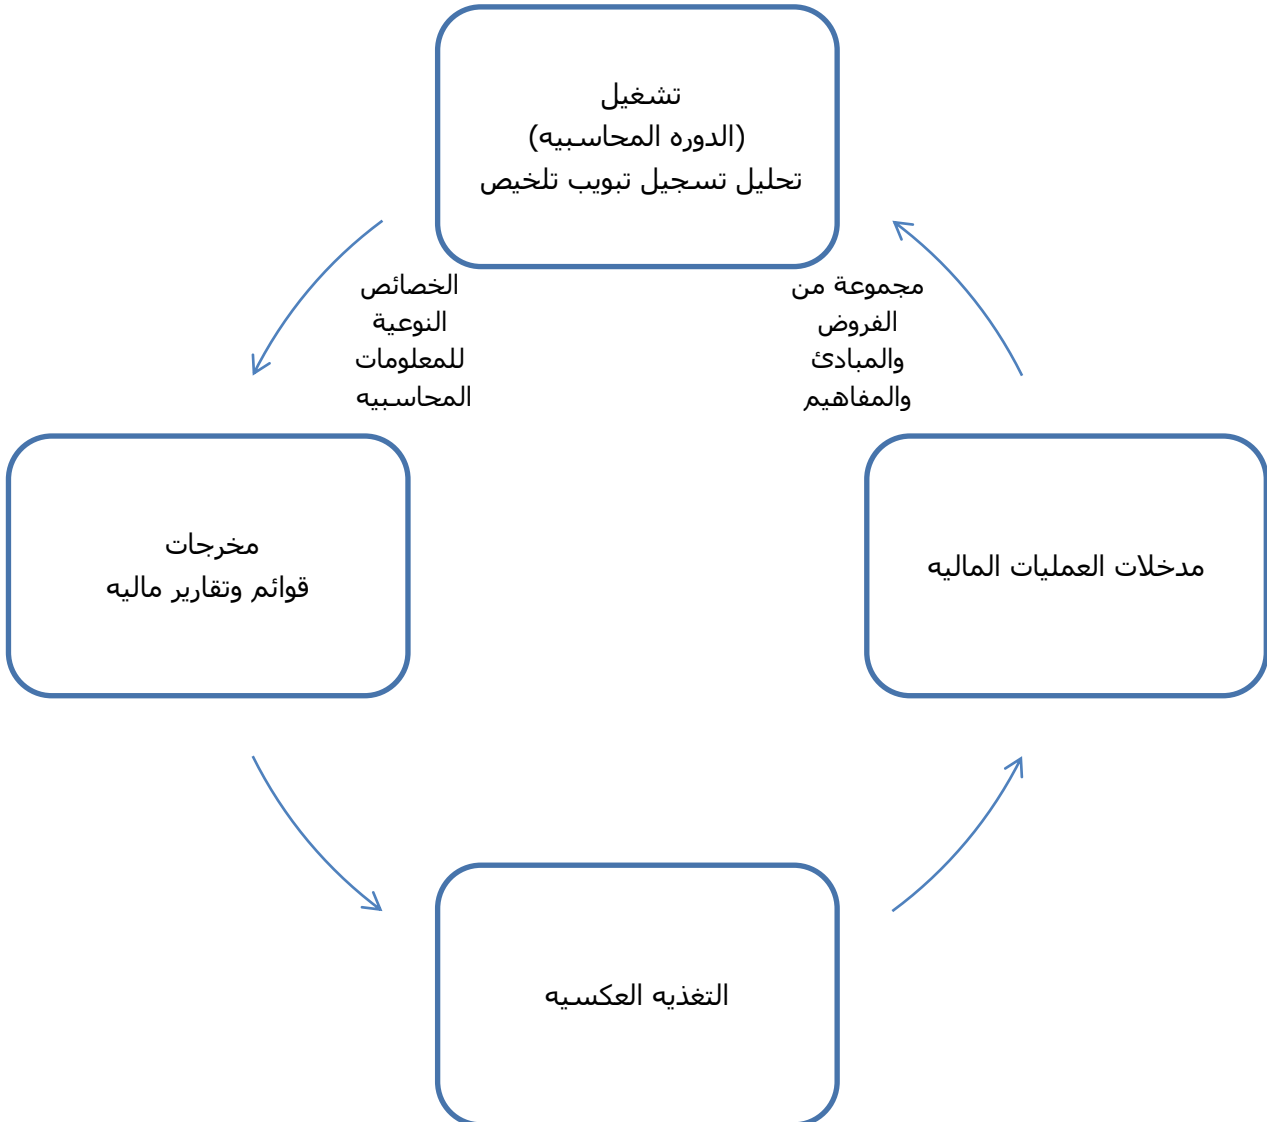 تشغيل
(الدوره المحاسبيه)
تحليل تسجيل تبويب تلخيص
مجموعة من
الفروض
والمبادئ
والمفاهيم
الخصائص
النوعية
للمعلومات
المحاسبيه
مدخلات العمليات الماليه
مخرجات
قوائم وتقارير ماليه
التغذيه العكسيه